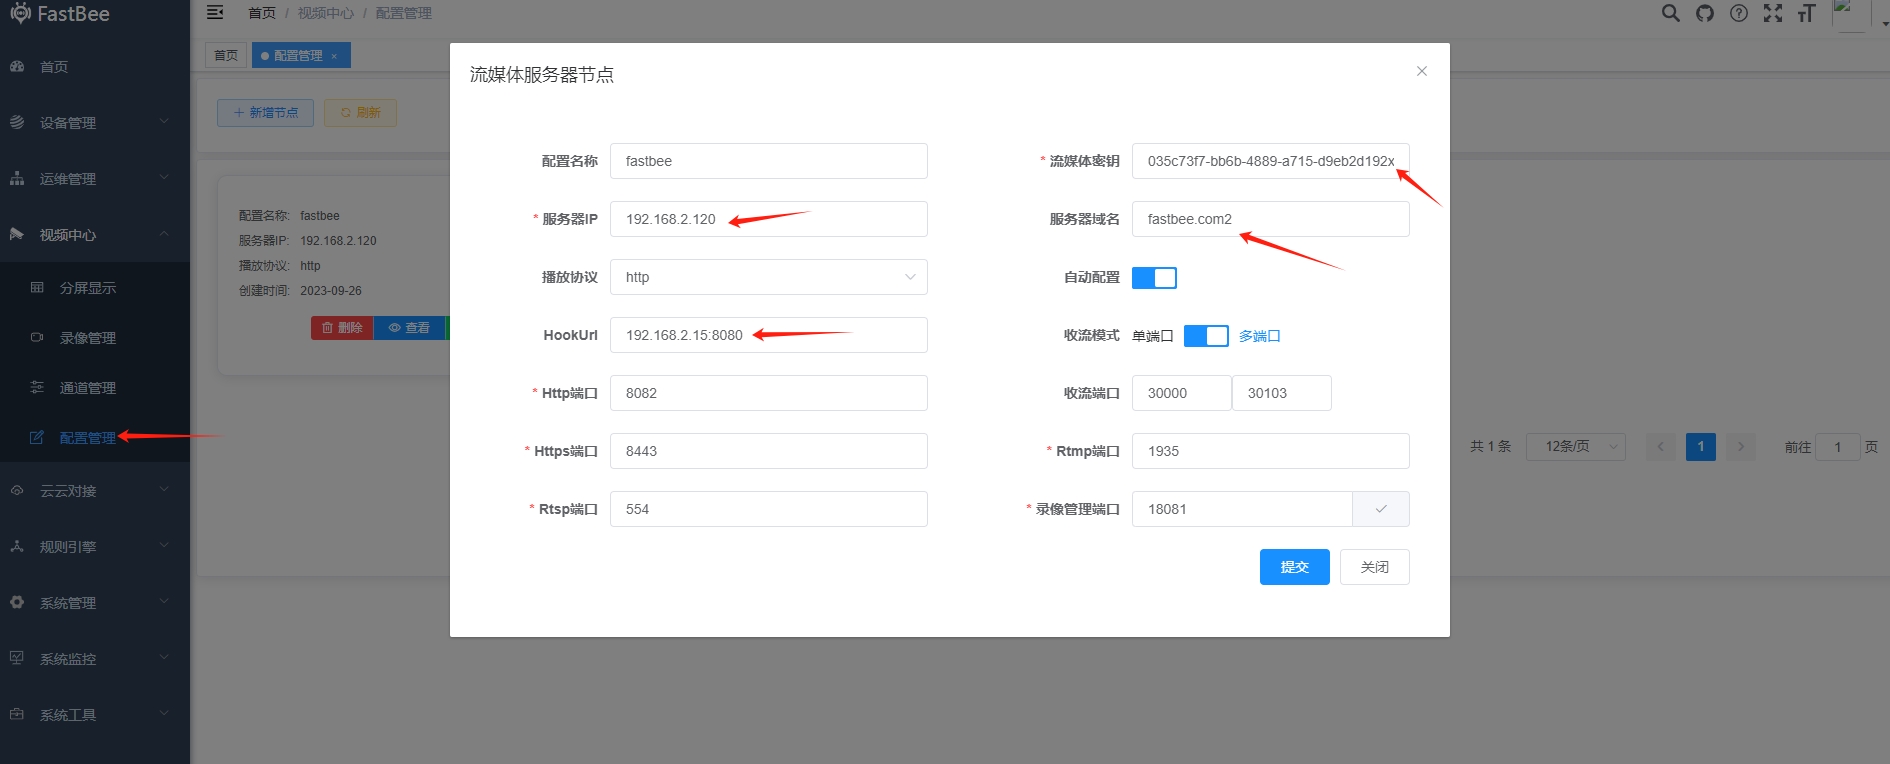 FastBee
首页 / 视频中心 / 配置管理
首页
配置管理 ×
首页
设备管理
运维管理
视频中心
分屏显示
录像管理
通道管理
配置管理
云云对接
规则引擎
系统管理
系统监控
系统工具
新增节点
刷新
配置名称: fastbee
服务器IP: 192.168.2.120
播放协议: http
创建时间: 2023-09-26
删除
查看
流媒体服务器节点
配置名称 fastbee
* 流媒体密钥 035c73f7-bb6b-4889-a715-d9eb2d192x
* 服务器IP 192.168.2.120
服务器域名 fastbee.com2
播放协议 http
自动配置
HookUrl 192.168.2.15:8080
收流模式 单端口 多端口
* Http端口 8082
收流端口 30000 30103
* Https端口 8443
* Rtmp端口 1935
* Rtsp端口 554
* 录像管理端口 18081
提交
关闭
共 1 条 12条/页 1 前往 1 页